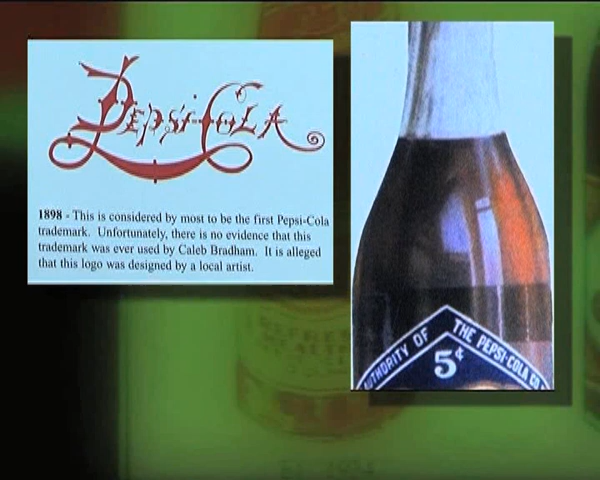 Pepsi-Cola
1898 - This is considered by most to be the first Pepsi-Cola
trademark. Unfortunately, there is no evidence that this
trademark was ever used by Caleb Bradham. It is alleged
that this logo was designed by a local artist.
AUTHORITY OF THE PEPSI-COLA CO
5¢